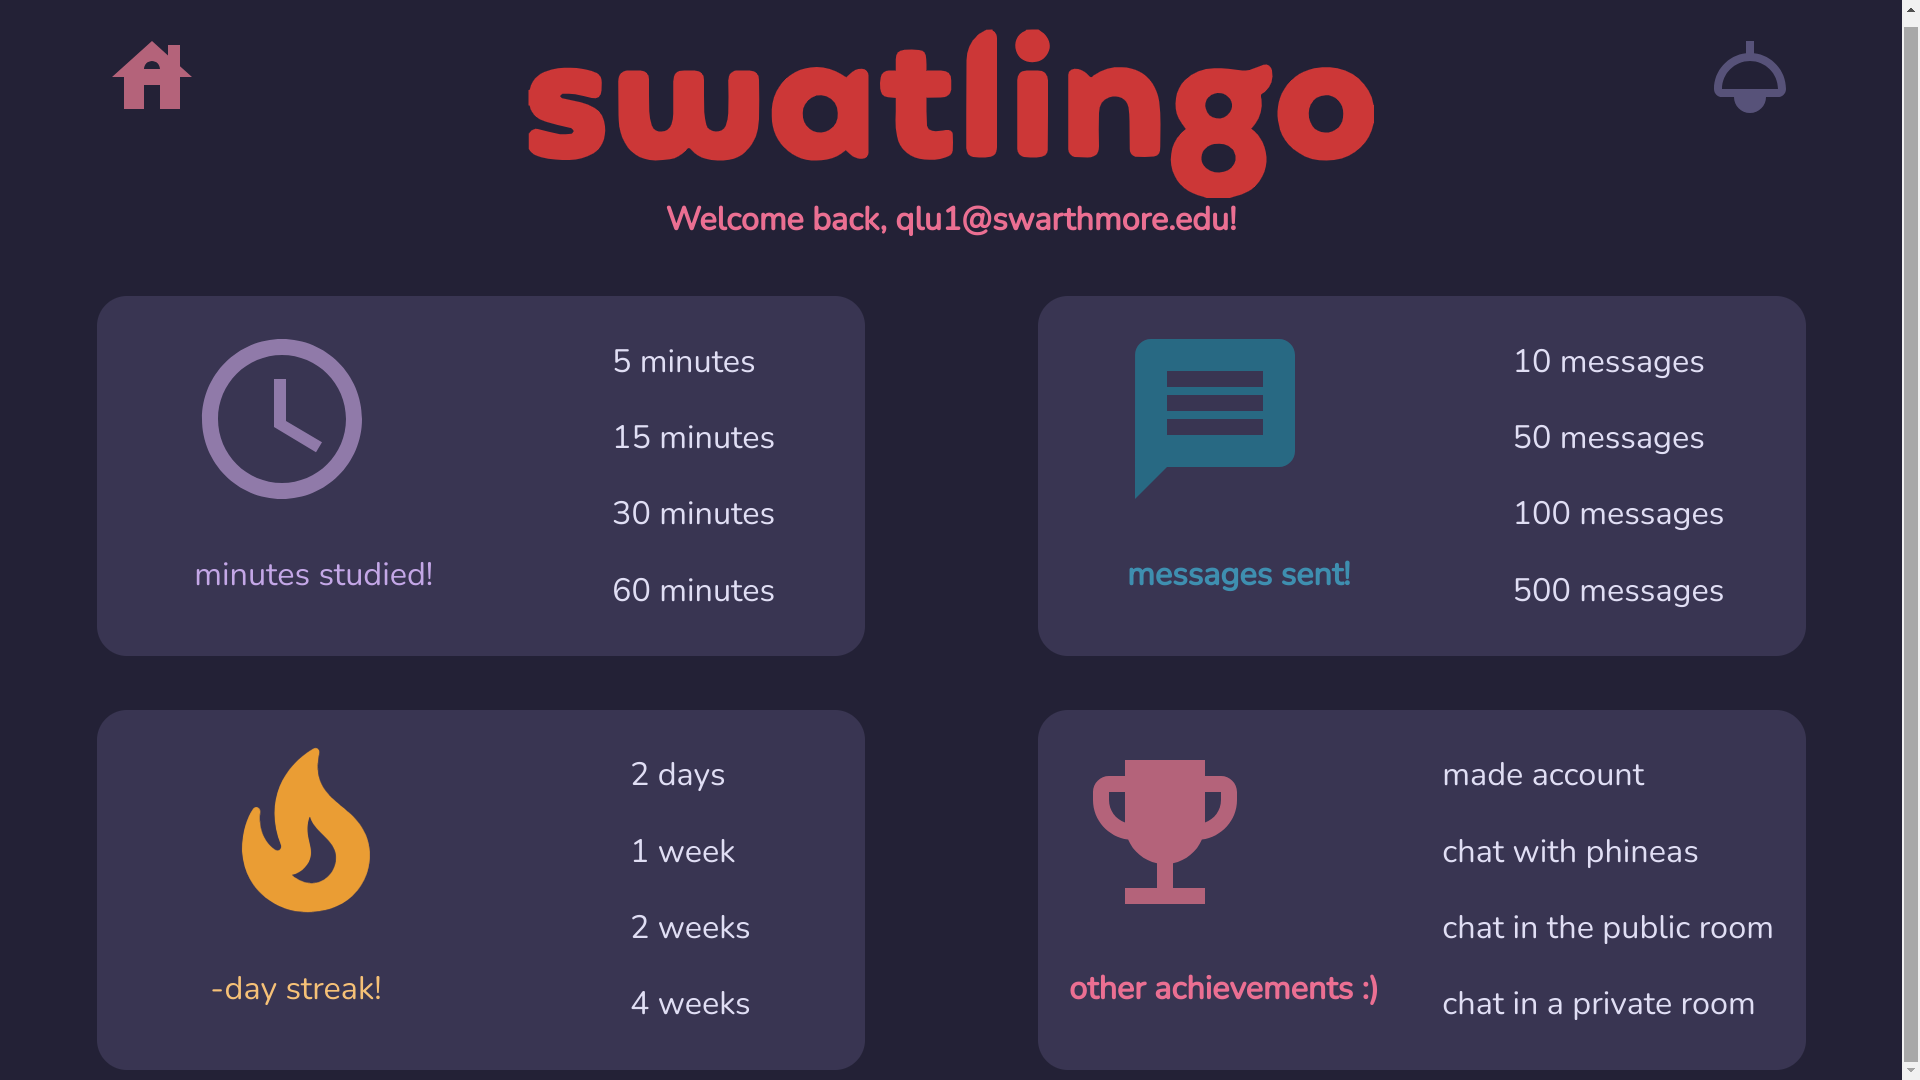 swatlingo
Welcome back, qlu1@swarthmore.edu!
5 minutes
15 minutes
30 minutes
60 minutes
minutes studied!
10 messages
50 messages
100 messages
500 messages
messages sent!
2 days
1 week
2 weeks
4 weeks
-day streak!
made account
chat with phineas
chat in the public room
chat in a private room
other achievements :)